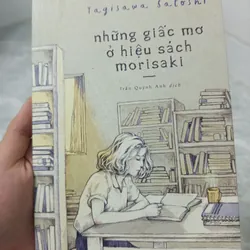 Yagisawa Satoshi
những giấc mơ
ở hiệu sách
morisaki
Trần Quỳnh Anh dịch